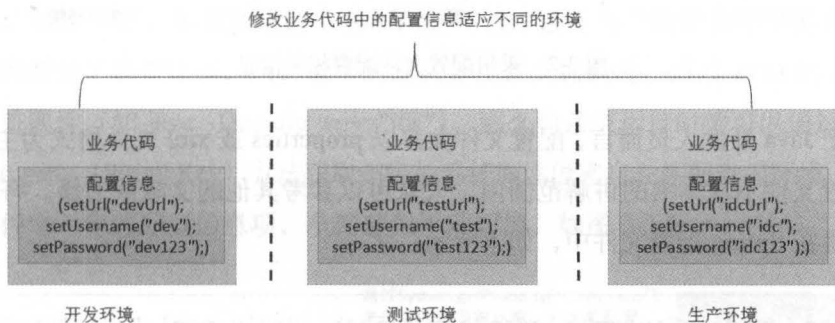 修改业务代码中的配置信息适应不同的环境
业务代码
配置信息
(setUrl("devUrl");
setUsername("dev");
setPassword("dev123");)
开发环境
业务代码
配置信息
(setUrl("testUrl");
setUsername("test");
setPassword("test123");)
测试环境
业务代码
配置信息
(setUrl("idcUrl");
setUsername("idc");
setPassword("idc123");)
生产环境